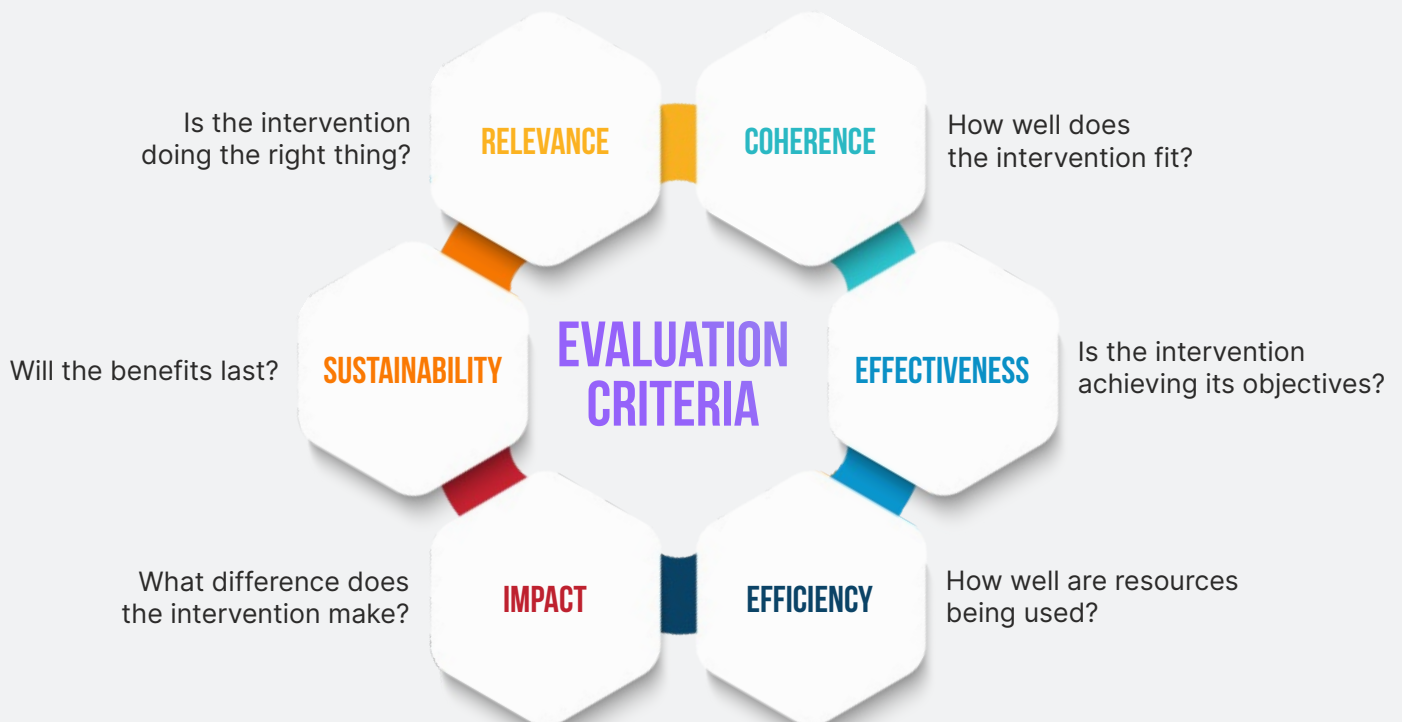 Is the intervention
doing the right thing?
RELEVANCE
COHERENCE
How well does
the intervention fit?
Will the benefits last?
SUSTAINABILITY
EVALUATION
CRITERIA
EFFECTIVENESS
Is the intervention
achieving its objectives?
What difference does
the intervention make?
IMPACT
EFFICIENCY
How well are resources
being used?